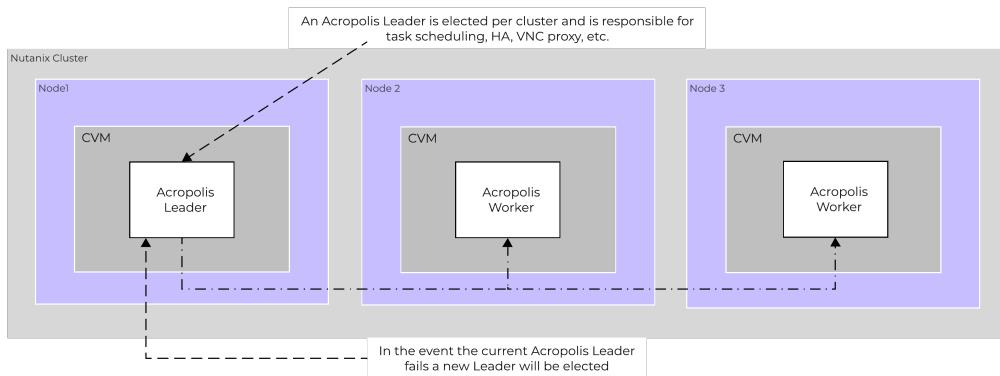 An Acropolis Leader is elected per cluster and is responsible for
task scheduling, HA, VNC proxy, etc.
Nutanix Cluster
Node1
Node 2
Node 3
CVM
CVM
CVM
Acropolis
Leader
Acropolis
Worker
Acropolis
Worker
In the event the current Acropolis Leader
fails a new Leader will be elected